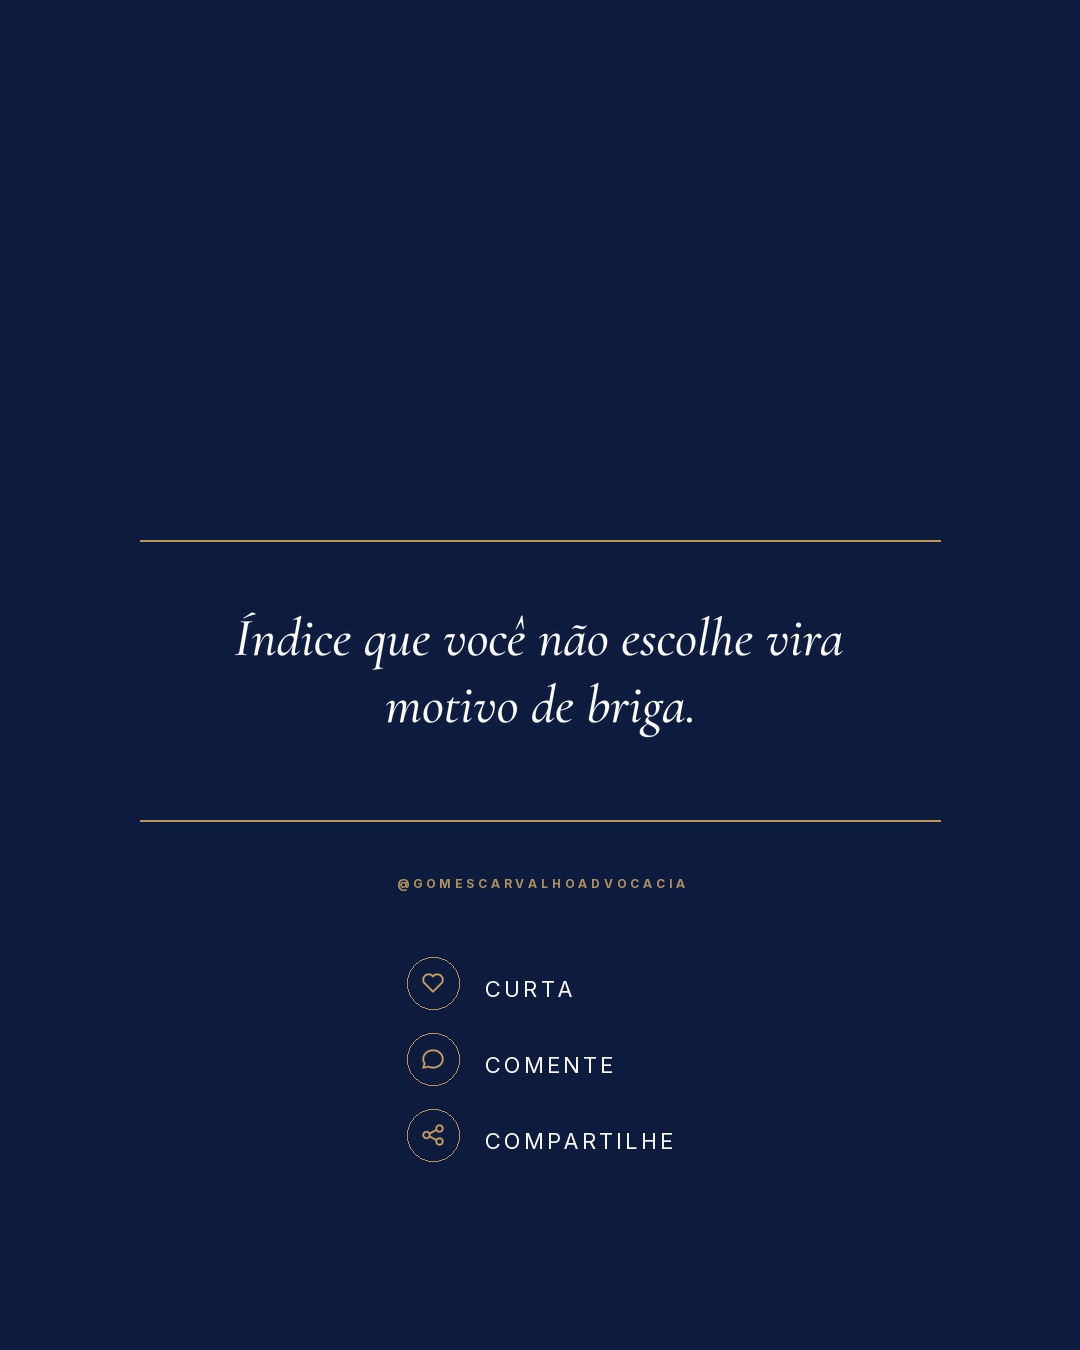 Índice que você não escolhe vira
motivo de briga.
@GOMESCARVALHOADVOCACIA
CURTA
COMENTE
COMPARTILHE